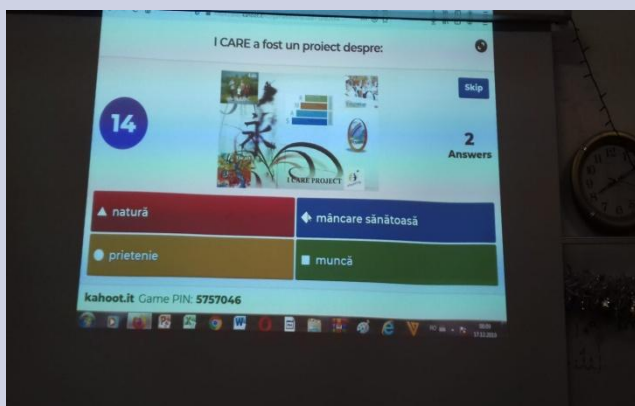 I CARE a fost un proiect despre:
Skip
14
2
Answers
I CARE PROJECT
natură
mâncare sănătoasă
prietenie
muncă
kahoot.it Game PIN: 5757046